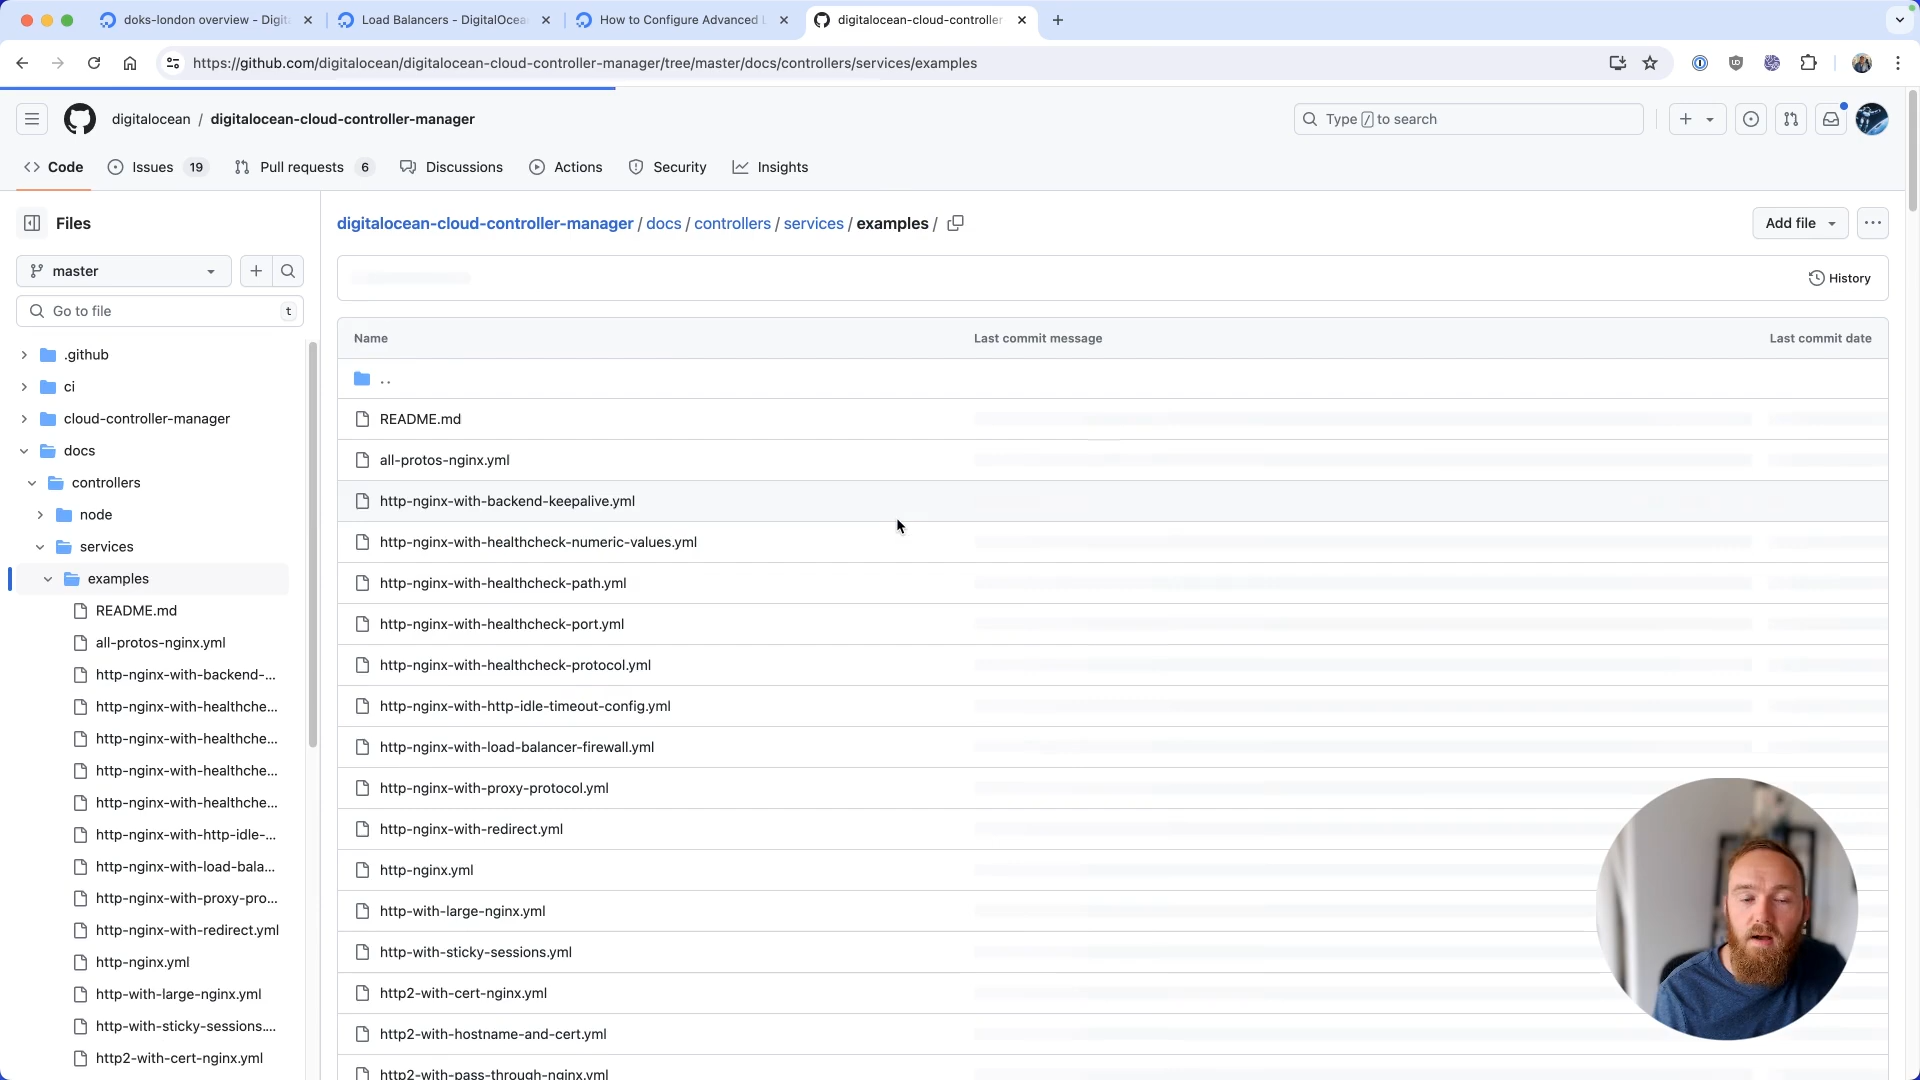 doks-london overview - Digit
Load Balancers - DigitalOcea
How to Configure Advanced L
digitalocean-cloud-controller
https://github.com/digitalocean/digitalocean-cloud-controller-manager/tree/master/docs/controllers/services/examples
digitalocean / digitalocean-cloud-controller-manager
Type / to search
Code
Issues 19
Pull requests 6
Discussions
Actions
Security
Insights
Files
master
Go to file
t
.github
ci
cloud-controller-manager
docs
controllers
node
services
examples
README.md
all-protos-nginx.yml
http-nginx-with-backend-...
http-nginx-with-healthche...
http-nginx-with-healthche...
http-nginx-with-healthche...
http-nginx-with-healthche...
http-nginx-with-http-idle-...
http-nginx-with-load-bala...
http-nginx-with-proxy-pro...
http-nginx-with-redirect.yml
http-nginx.yml
http-with-large-nginx.yml
http-with-sticky-sessions....
http2-with-cert-nginx.yml
digitalocean-cloud-controller-manager / docs / controllers / services / examples /
Add file
History
Name
Last commit message
Last commit date
..
README.md
all-protos-nginx.yml
http-nginx-with-backend-keepalive.yml
http-nginx-with-healthcheck-numeric-values.yml
http-nginx-with-healthcheck-path.yml
http-nginx-with-healthcheck-port.yml
http-nginx-with-healthcheck-protocol.yml
http-nginx-with-http-idle-timeout-config.yml
http-nginx-with-load-balancer-firewall.yml
http-nginx-with-proxy-protocol.yml
http-nginx-with-redirect.yml
http-nginx.yml
http-with-large-nginx.yml
http-with-sticky-sessions.yml
http2-with-cert-nginx.yml
http2-with-hostname-and-cert.yml
http2-with-pass-through-nginx.yml